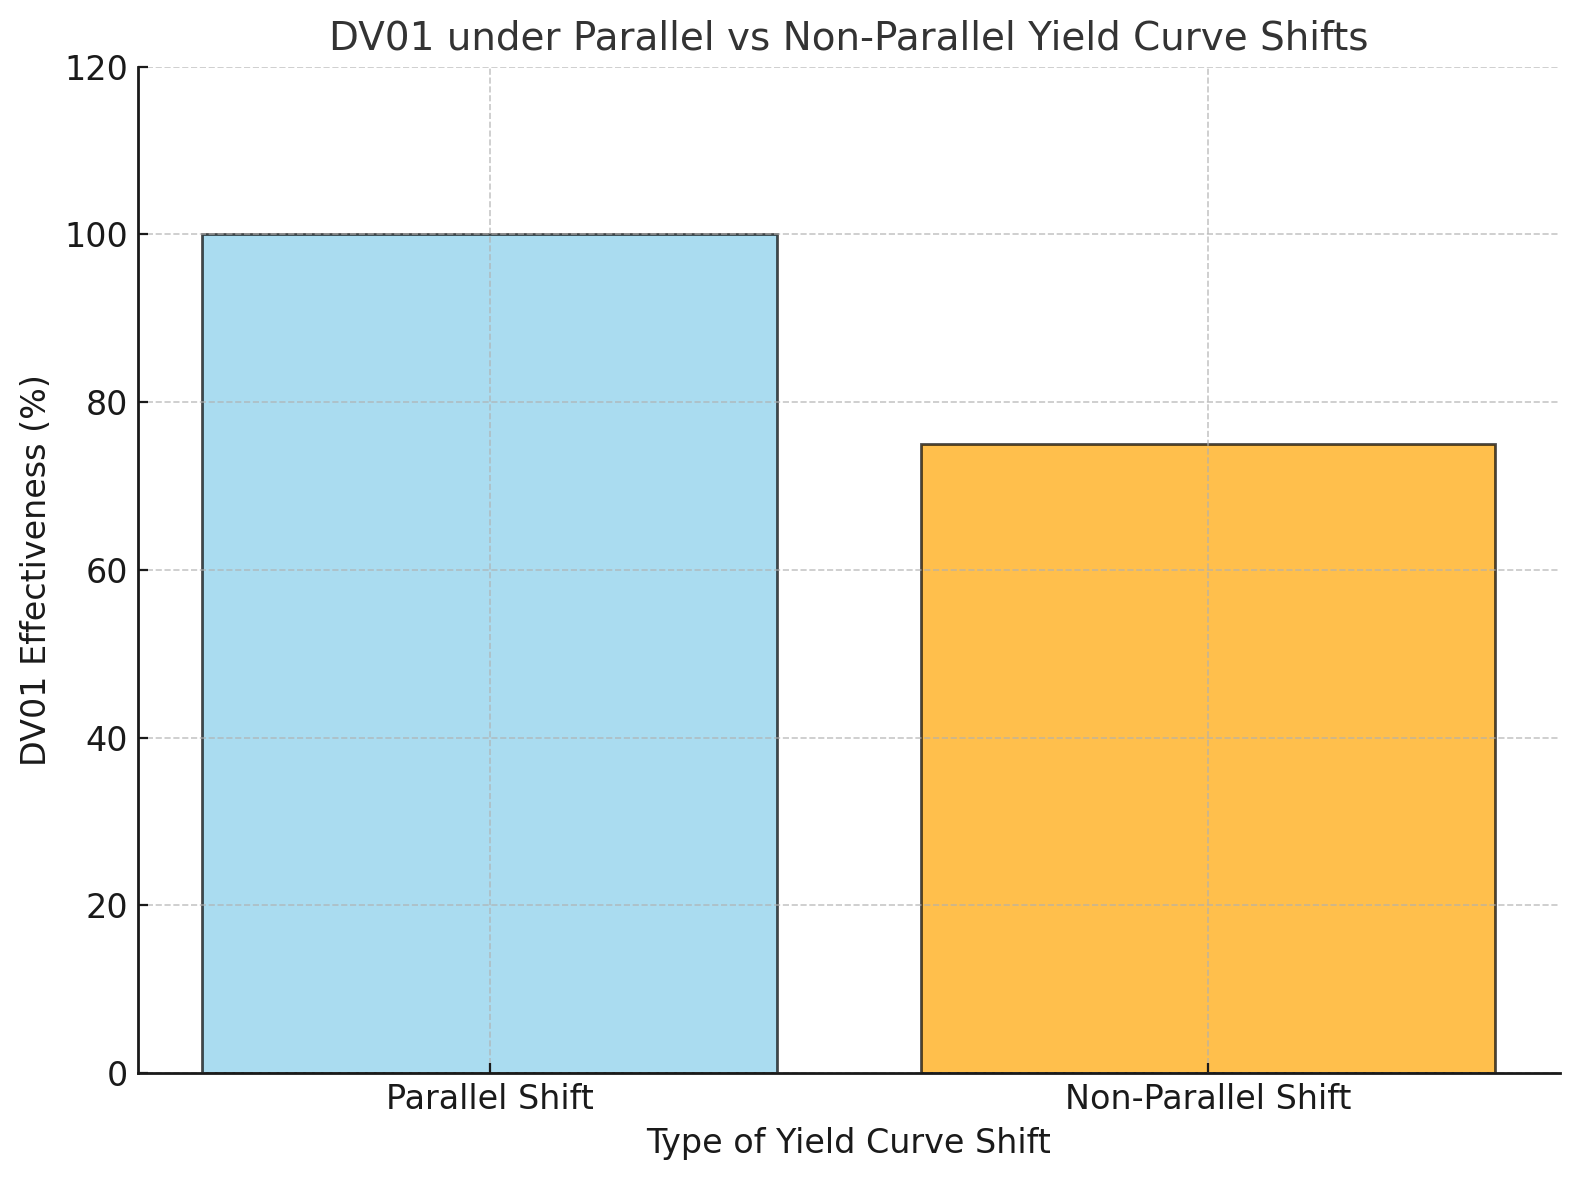 DV01 under Parallel vs Non-Parallel Yield Curve Shifts
120
100
80
60
40
20
0
DV01 Effectiveness (%)
Parallel Shift
Non-Parallel Shift
Type of Yield Curve Shift